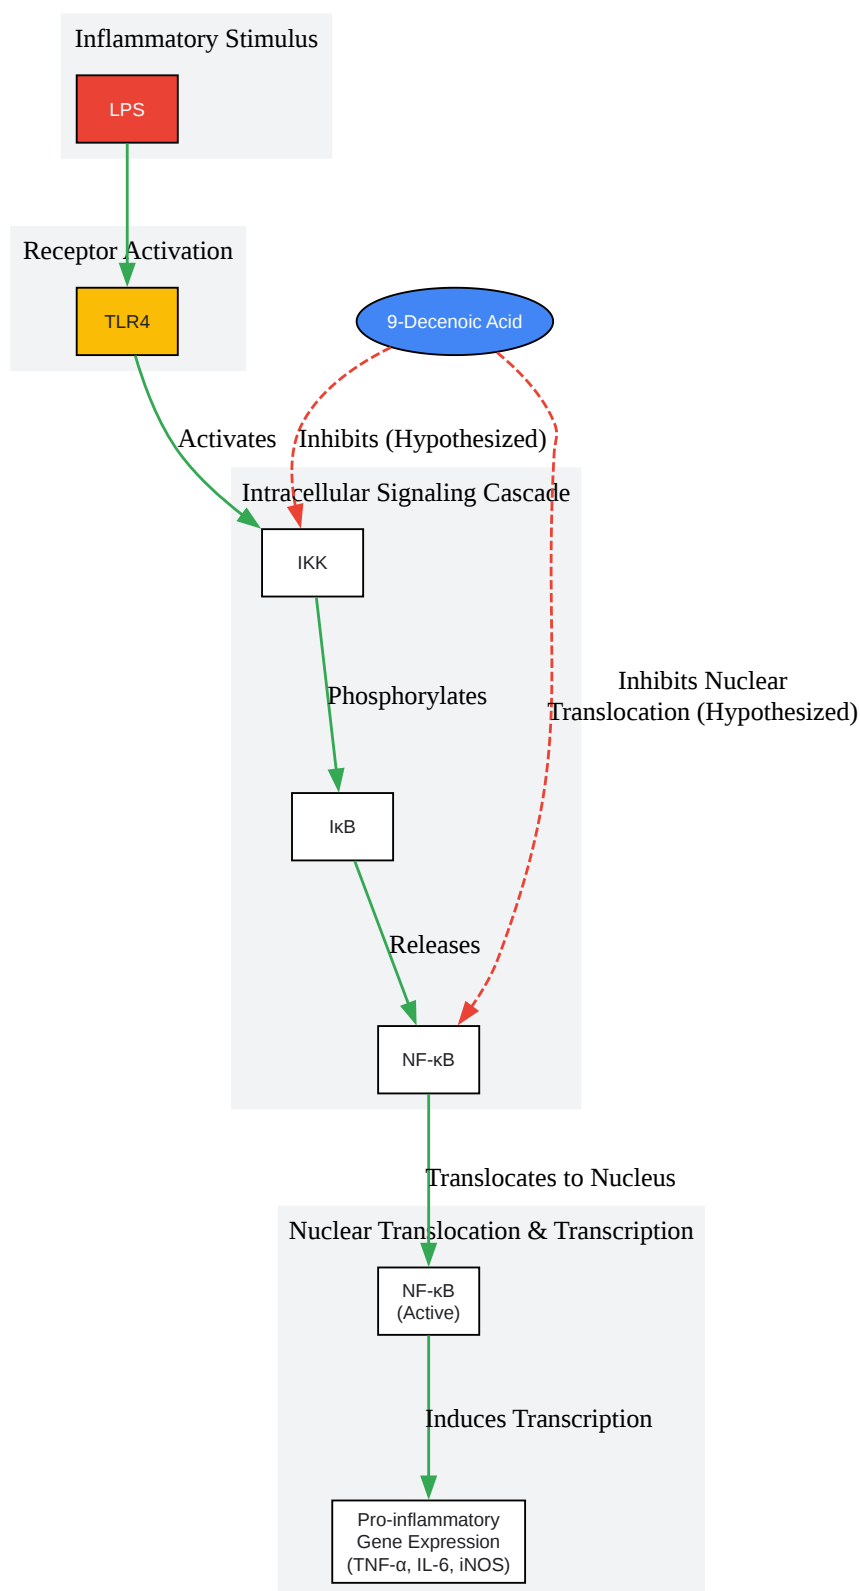 Inflammatory Stimulus
LPS
Receptor Activation
TLR4
9-Decenoic Acid
Activates
Inhibits (Hypothesized)
Intracellular Signaling Cascade
IKK
Phosphorylates
Inhibits Nuclear
Translocation (Hypothesized)
IκB
Releases
NF-κB
Translocates to Nucleus
Nuclear Translocation & Transcription
NF-κB
(Active)
Induces Transcription
Pro-inflammatory
Gene Expression
(TNF-α, IL-6, iNOS)